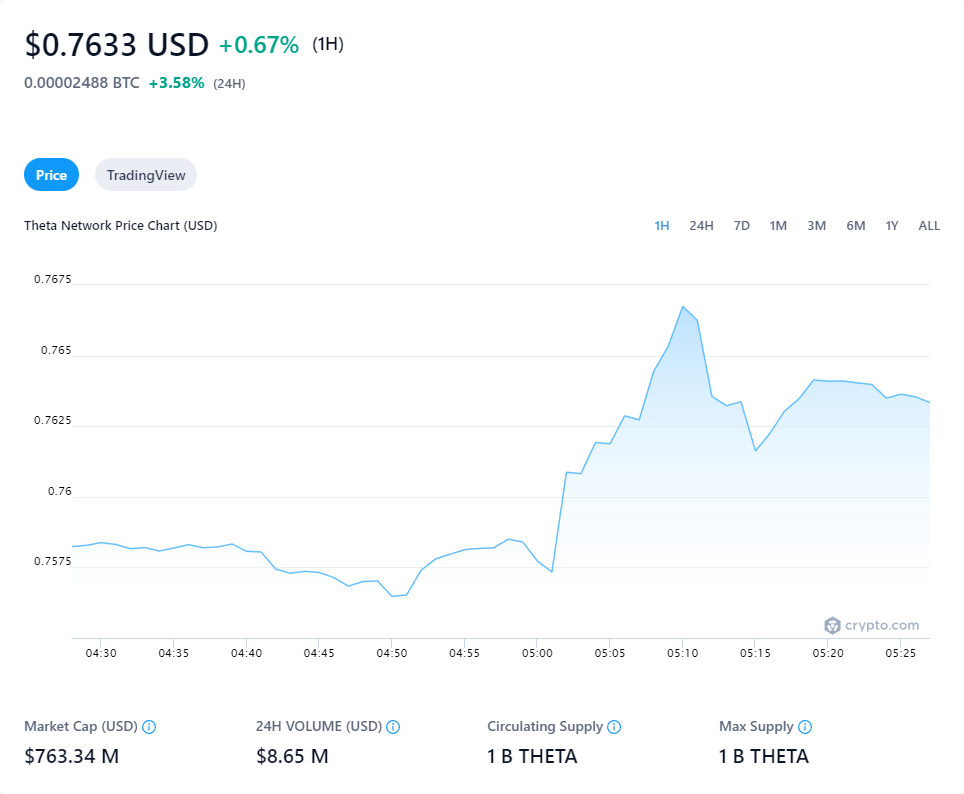 $0.7633 USD +0.67% (1H)
0.00002488 BTC +3.58% (24H)
Price TradingView
Theta Network Price Chart (USD) 1H 24H 7D 1M 3M 6M 1Y ALL
0.7675
0.765
0.7625
0.76
0.7575
crypto.com
04:30 04:35 04:40 04:45 04:50 04:55 05:00 05:05 05:10 05:15 05:20 05:25
Market Cap (USD) 24H VOLUME (USD) Circulating Supply Max Supply
$763.34 M $8.65 M 1 B THETA 1 B THETA